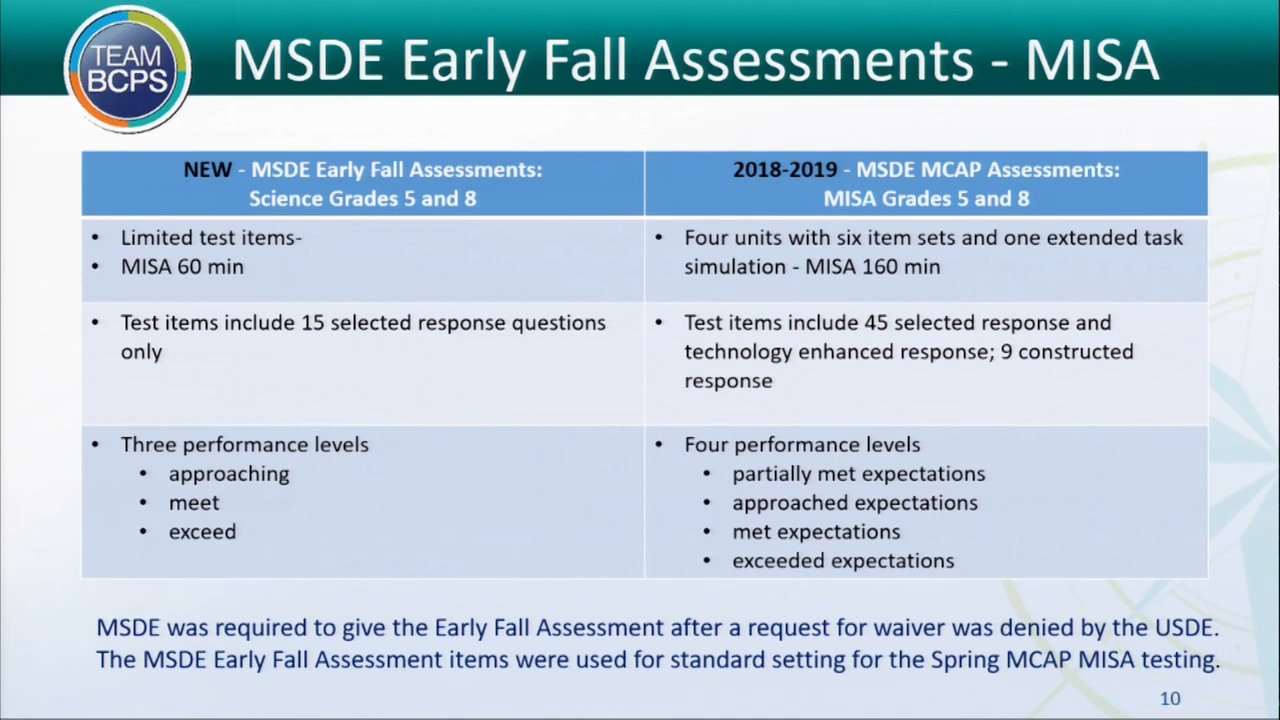 TEAM
BCPS
MSDE Early Fall Assessments - MISA
NEW - MSDE Early Fall Assessments:
Science Grades 5 and 8
2018-2019 - MSDE MCAP Assessments:
MISA Grades 5 and 8
• Limited test items-
• MISA 60 min
• Four units with six item sets and one extended task
simulation - MISA 160 min
• Test items include 15 selected response questions
only
• Test items include 45 selected response and
technology enhanced response; 9 constructed
response
• Three performance levels
• approaching
• meet
• exceed
• Four performance levels
• partially met expectations
• approached expectations
• met expectations
• exceeded expectations
MSDE was required to give the Early Fall Assessment after a request for waiver was denied by the USDE.
The MSDE Early Fall Assessment items were used for standard setting for the Spring MCAP MISA testing.
10